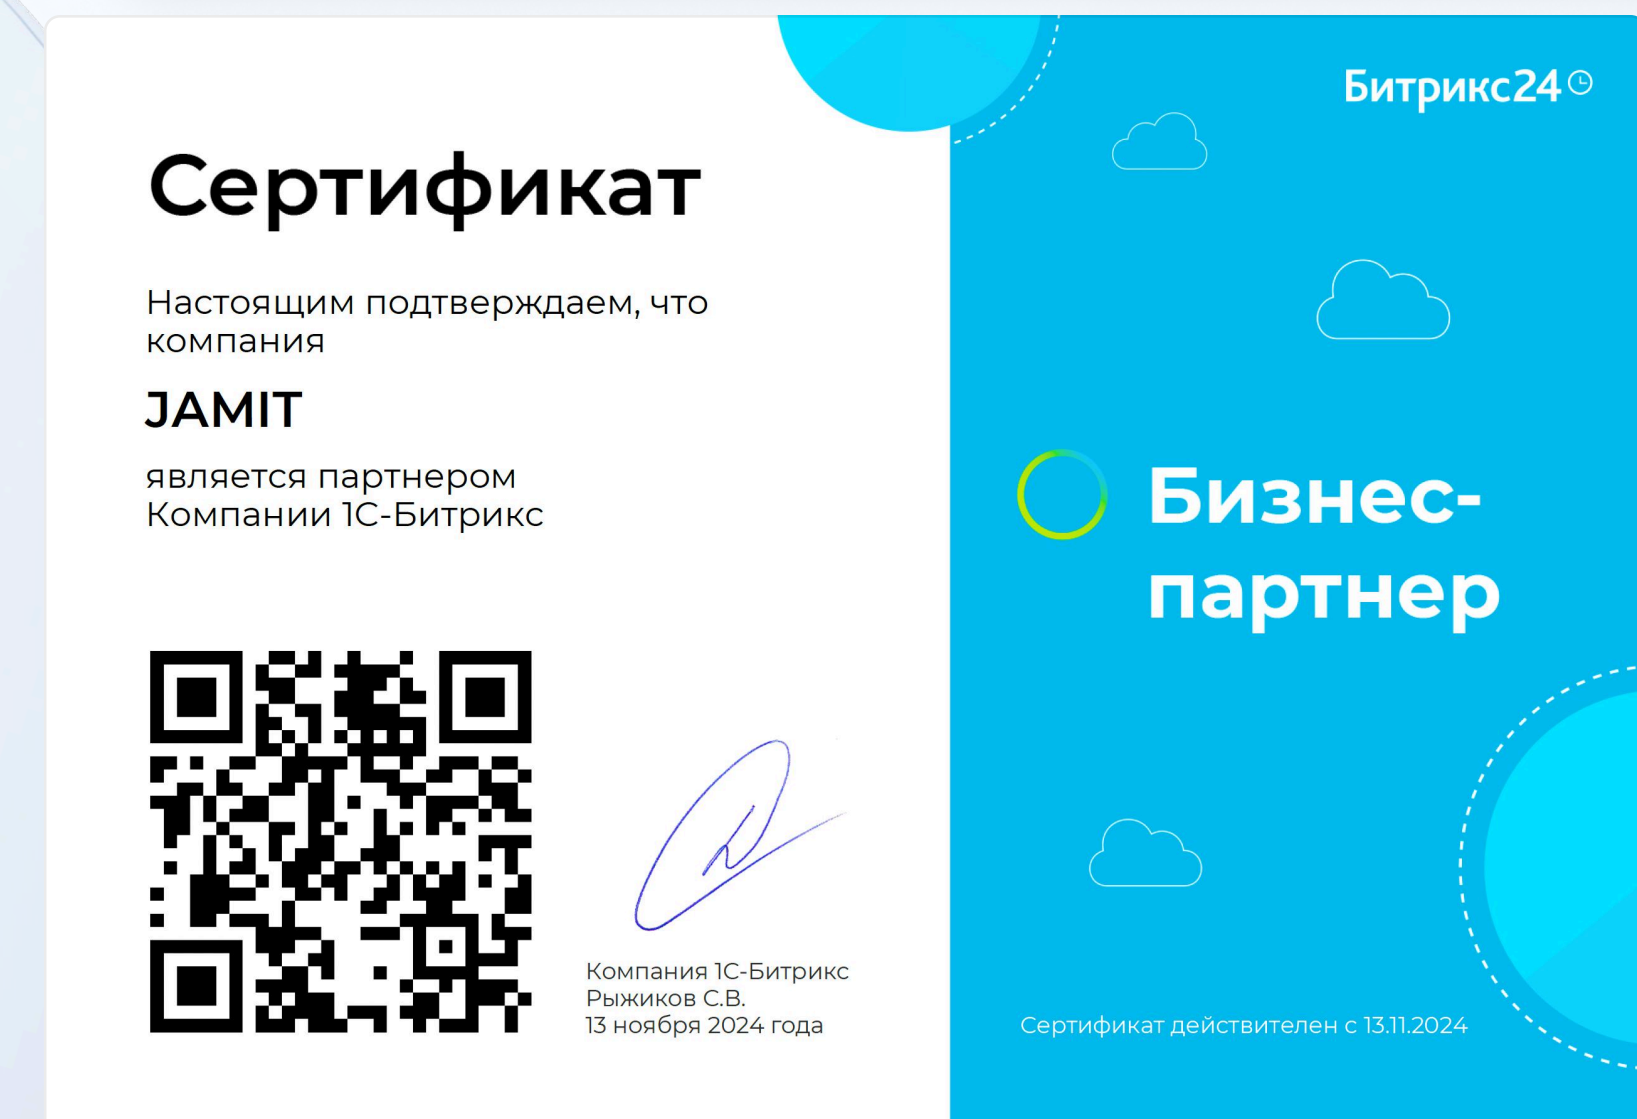 Битрикс24
Сертификат
Настоящим подтверждаем, что
компания
JAMIT
является партнером
Компании 1С-Битрикс
Бизнес-
партнер
Компания 1С-Битрикс
Рыжиков С.В.
13 ноября 2024 года
Сертификат действителен с 13.11.2024